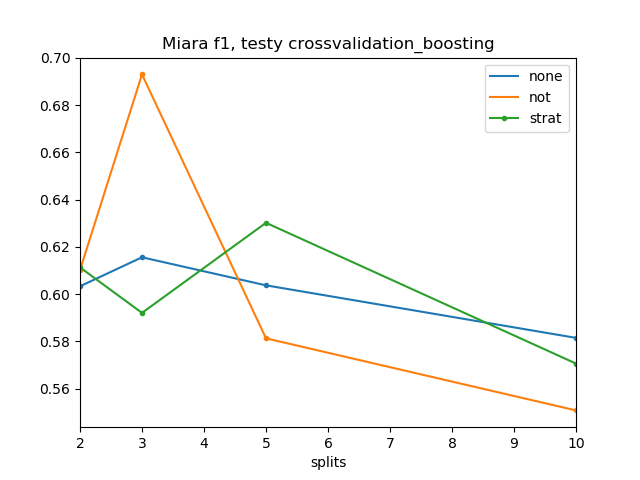 Miara f1, testy crossvalidation_boosting
0.70
0.68
0.66
0.64
0.62
0.60
0.58
0.56
none
not
strat
2 3 4 5 6 7 8 9 10
splits